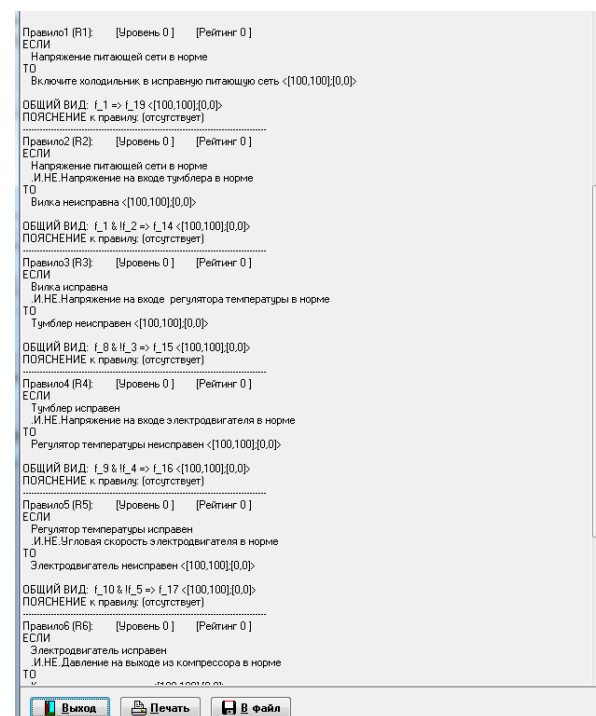 Правило1 (R1): [Уровень 0 ] [Рейтинг 0 ]
ЕСЛИ
Напряжение питающей сети в норме
ТО
Включите холодильник в исправную питающую сеть <[100,100];[0,0]>
ОБЩИЙ ВИД: f_1 => f_19 <[100,100];[0,0]>
ПОЯСНЕНИЕ к правилу: (отсутствует)
Правило2 (R2): [Уровень 0 ] [Рейтинг 0 ]
ЕСЛИ
Напряжение питающей сети в норме
.И.НЕ.Напряжение на входе тумблера в норме
ТО
Вилка неисправна <[100,100];[0,0]>
ОБЩИЙ ВИД: f_1 & !f_2 => f_14 <[100,100];[0,0]>
ПОЯСНЕНИЕ к правилу: (отсутствует)
Правило3 (R3): [Уровень 0 ] [Рейтинг 0 ]
ЕСЛИ
Вилка исправна
.И.НЕ.Напряжение на входе регулятора температуры в норме
ТО
Тумблер неисправен <[100,100];[0,0]>
ОБЩИЙ ВИД: f_8 & !f_3 => f_15 <[100,100];[0,0]>
ПОЯСНЕНИЕ к правилу: (отсутствует)
Правило4 (R4): [Уровень 0 ] [Рейтинг 0 ]
ЕСЛИ
Тумблер исправен
.И.НЕ.Напряжение на входе электродвигателя в норме
ТО
Регулятор температуры неисправен <[100,100];[0,0]>
ОБЩИЙ ВИД: f_9 & !f_4 => f_16 <[100,100];[0,0]>
ПОЯСНЕНИЕ к правилу: (отсутствует)
Правило5 (R5): [Уровень 0 ] [Рейтинг 0 ]
ЕСЛИ
Регулятор температуры исправен
.И.НЕ.Угловая скорость электродвигателя в норме
ТО
Электродвигатель неисправен <[100,100];[0,0]>
ОБЩИЙ ВИД: f_10 & !f_5 => f_17 <[100,100];[0,0]>
ПОЯСНЕНИЕ к правилу: (отсутствует)
Правило6 (R6): [Уровень 0 ] [Рейтинг 0 ]
ЕСЛИ
Электродвигатель исправен
.И.НЕ.Давление на выходе из компрессора в норме
ТО
Выход Печать В файл